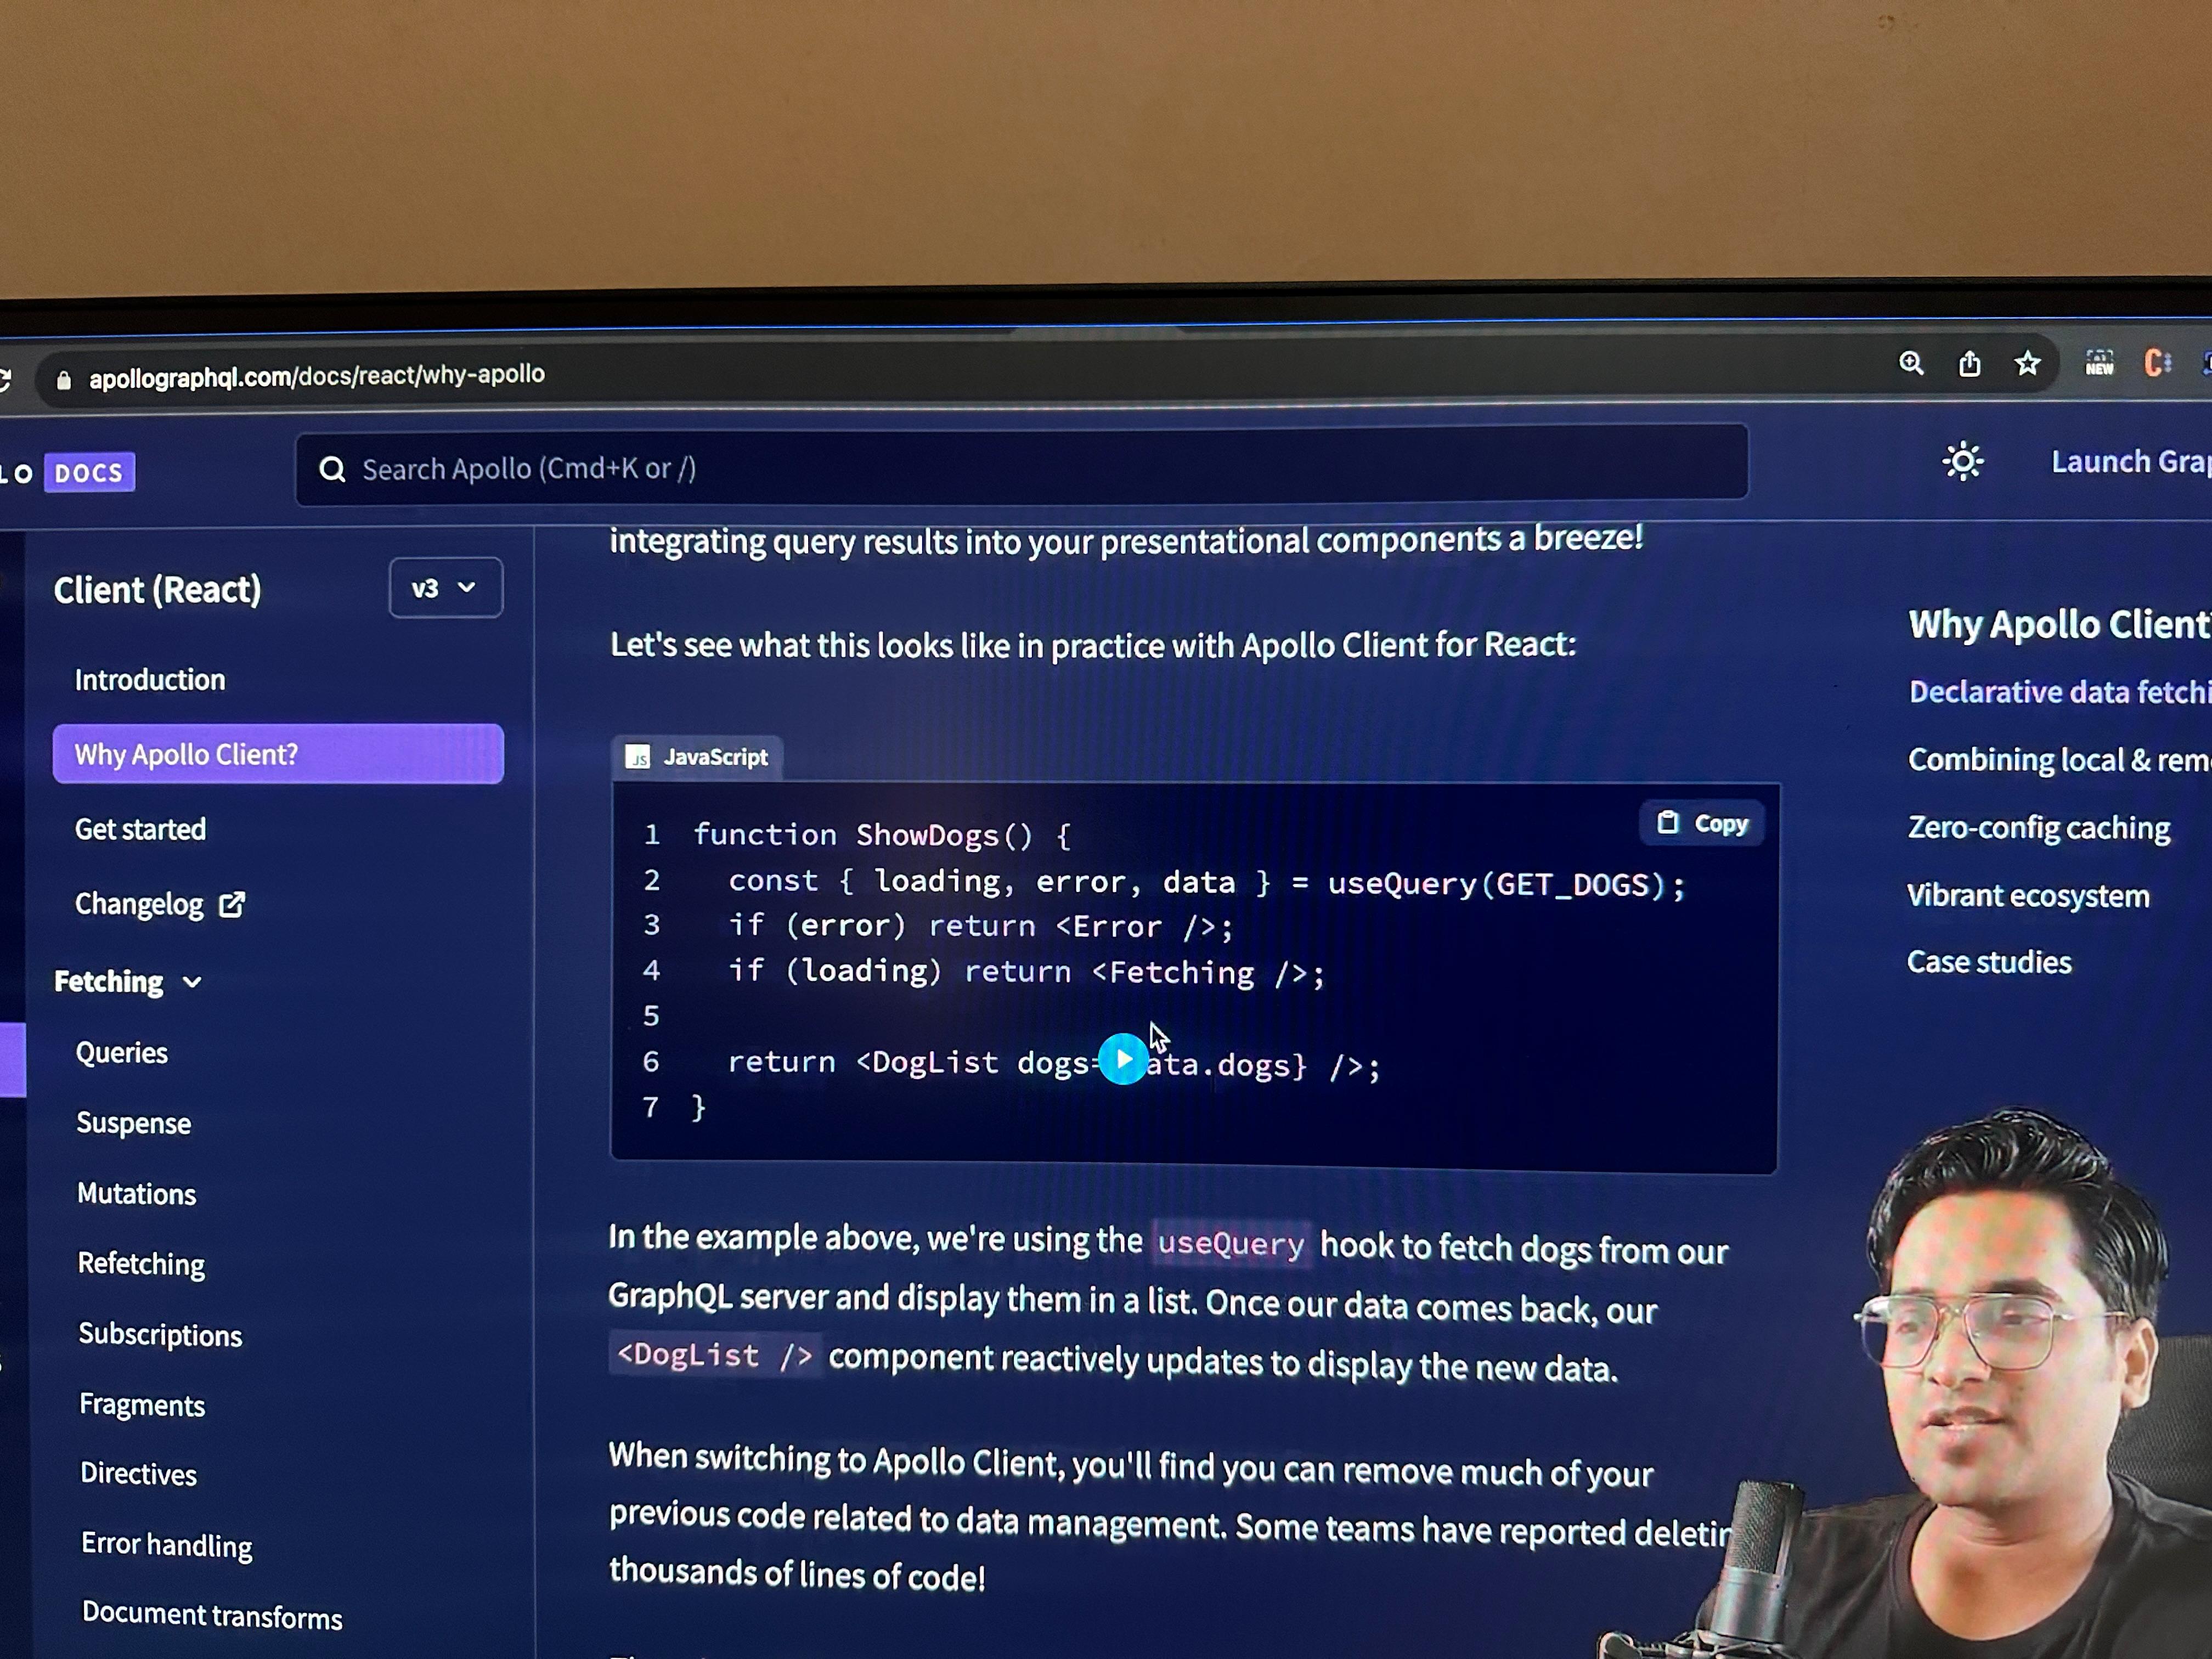 apollographql.com/docs/react/why-apollo
NEW
LO DOCS
Search Apollo (Cmd+K or /)
Launch Gra
Client (React)
v3
Introduction
Why Apollo Client?
Get started
Changelog
Fetching
Queries
Suspense
Mutations
Refetching
Subscriptions
Fragments
Directives
Error handling
Document transforms
integrating query results into your presentational components a breeze!
Let's see what this looks like in practice with Apollo Client for React:
JS JavaScript
Copy
1 function ShowDogs() {
2 const { loading, error, data } = useQuery(GET_DOGS);
3 if (error) return <Error />;
4 if (loading) return <Fetching />;
5
6 return <DogList dogs= ata.dogs} />;
7 }
In the example above, we're using the useQuery hook to fetch dogs from our
GraphQL server and display them in a list. Once our data comes back, our
<DogList /> component reactively updates to display the new data.
When switching to Apollo Client, you'll find you can remove much of your
previous code related to data management. Some teams have reported deletin
thousands of lines of code!
Why Apollo Client
Declarative data fetchi
Combining local & rem
Zero-config caching
Vibrant ecosystem
Case studies